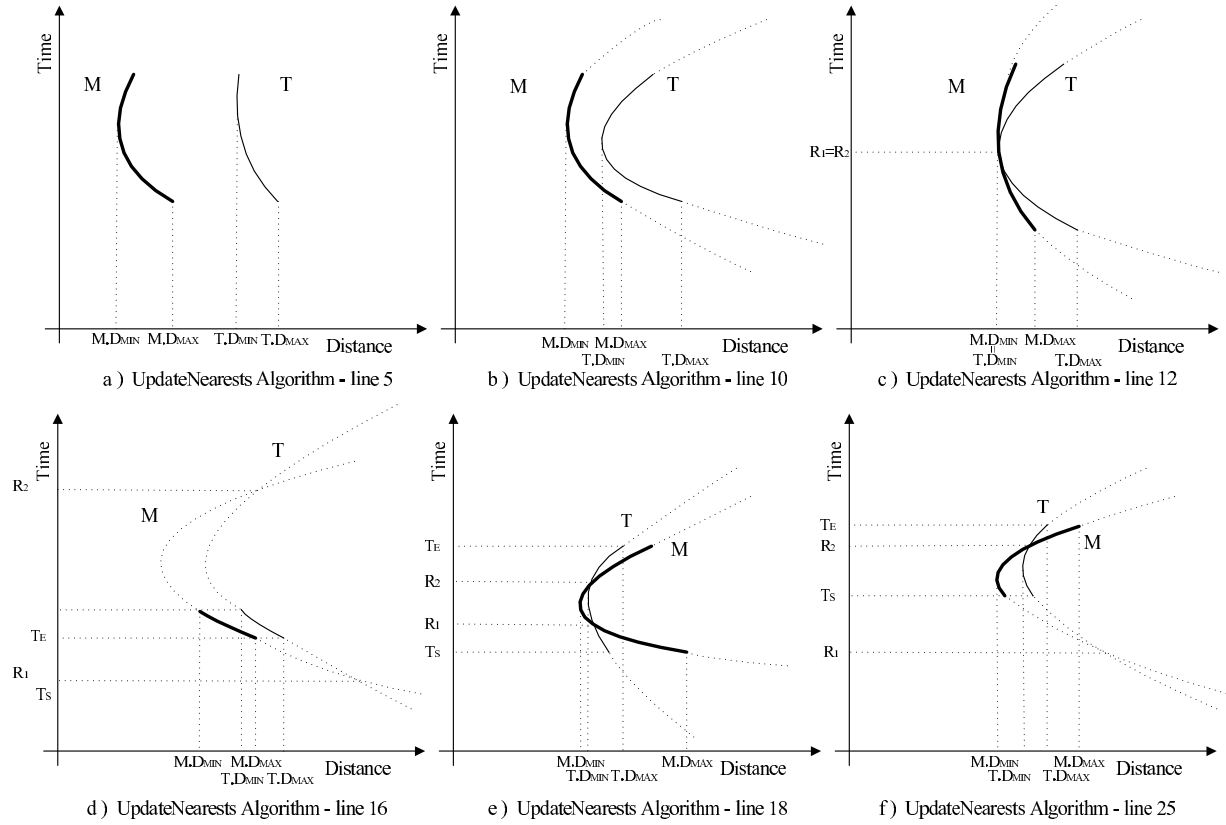 Time
M
T
M.DMIN M.DMAX T.DMIN T.DMAX
Distance
a ) UpdateNearests Algorithm - line 5
Time
M
T
M.DMIN M.DMAX
T.DMIN T.DMAX
Distance
b ) UpdateNearests Algorithm - line 10
Time
M
T
R1=R2
M.DMIN M.DMAX
=
T.DMIN T.DMAX
Distance
c ) UpdateNearests Algorithm - line 12
Time
T
R2
M
TE
R1
TS
M.DMIN M.DMAX
T.DMIN T.DMAX
Distance
d ) UpdateNearests Algorithm - line 16
Time
T
TE
M
R2
R1
TS
M.DMIN M.DMAX
T.DMIN T.DMAX
Distance
e ) UpdateNearests Algorithm - line 18
Time
T
TE
R2
M
TS
R1
M.DMIN M.DMAX
T.DMIN T.DMAX
Distance
f ) UpdateNearests Algorithm - line 25